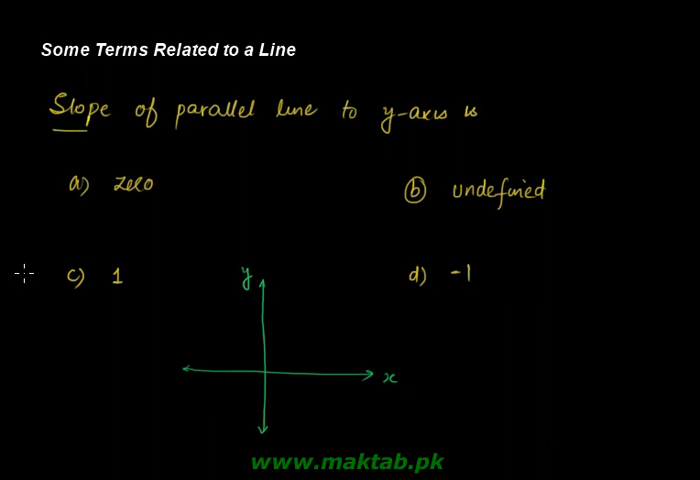 Some Terms Related to a Line
Slope of parallel line to y-axis is
a) zero
b) undefined
c) 1
d) -1
y
x
www.maktab.pk